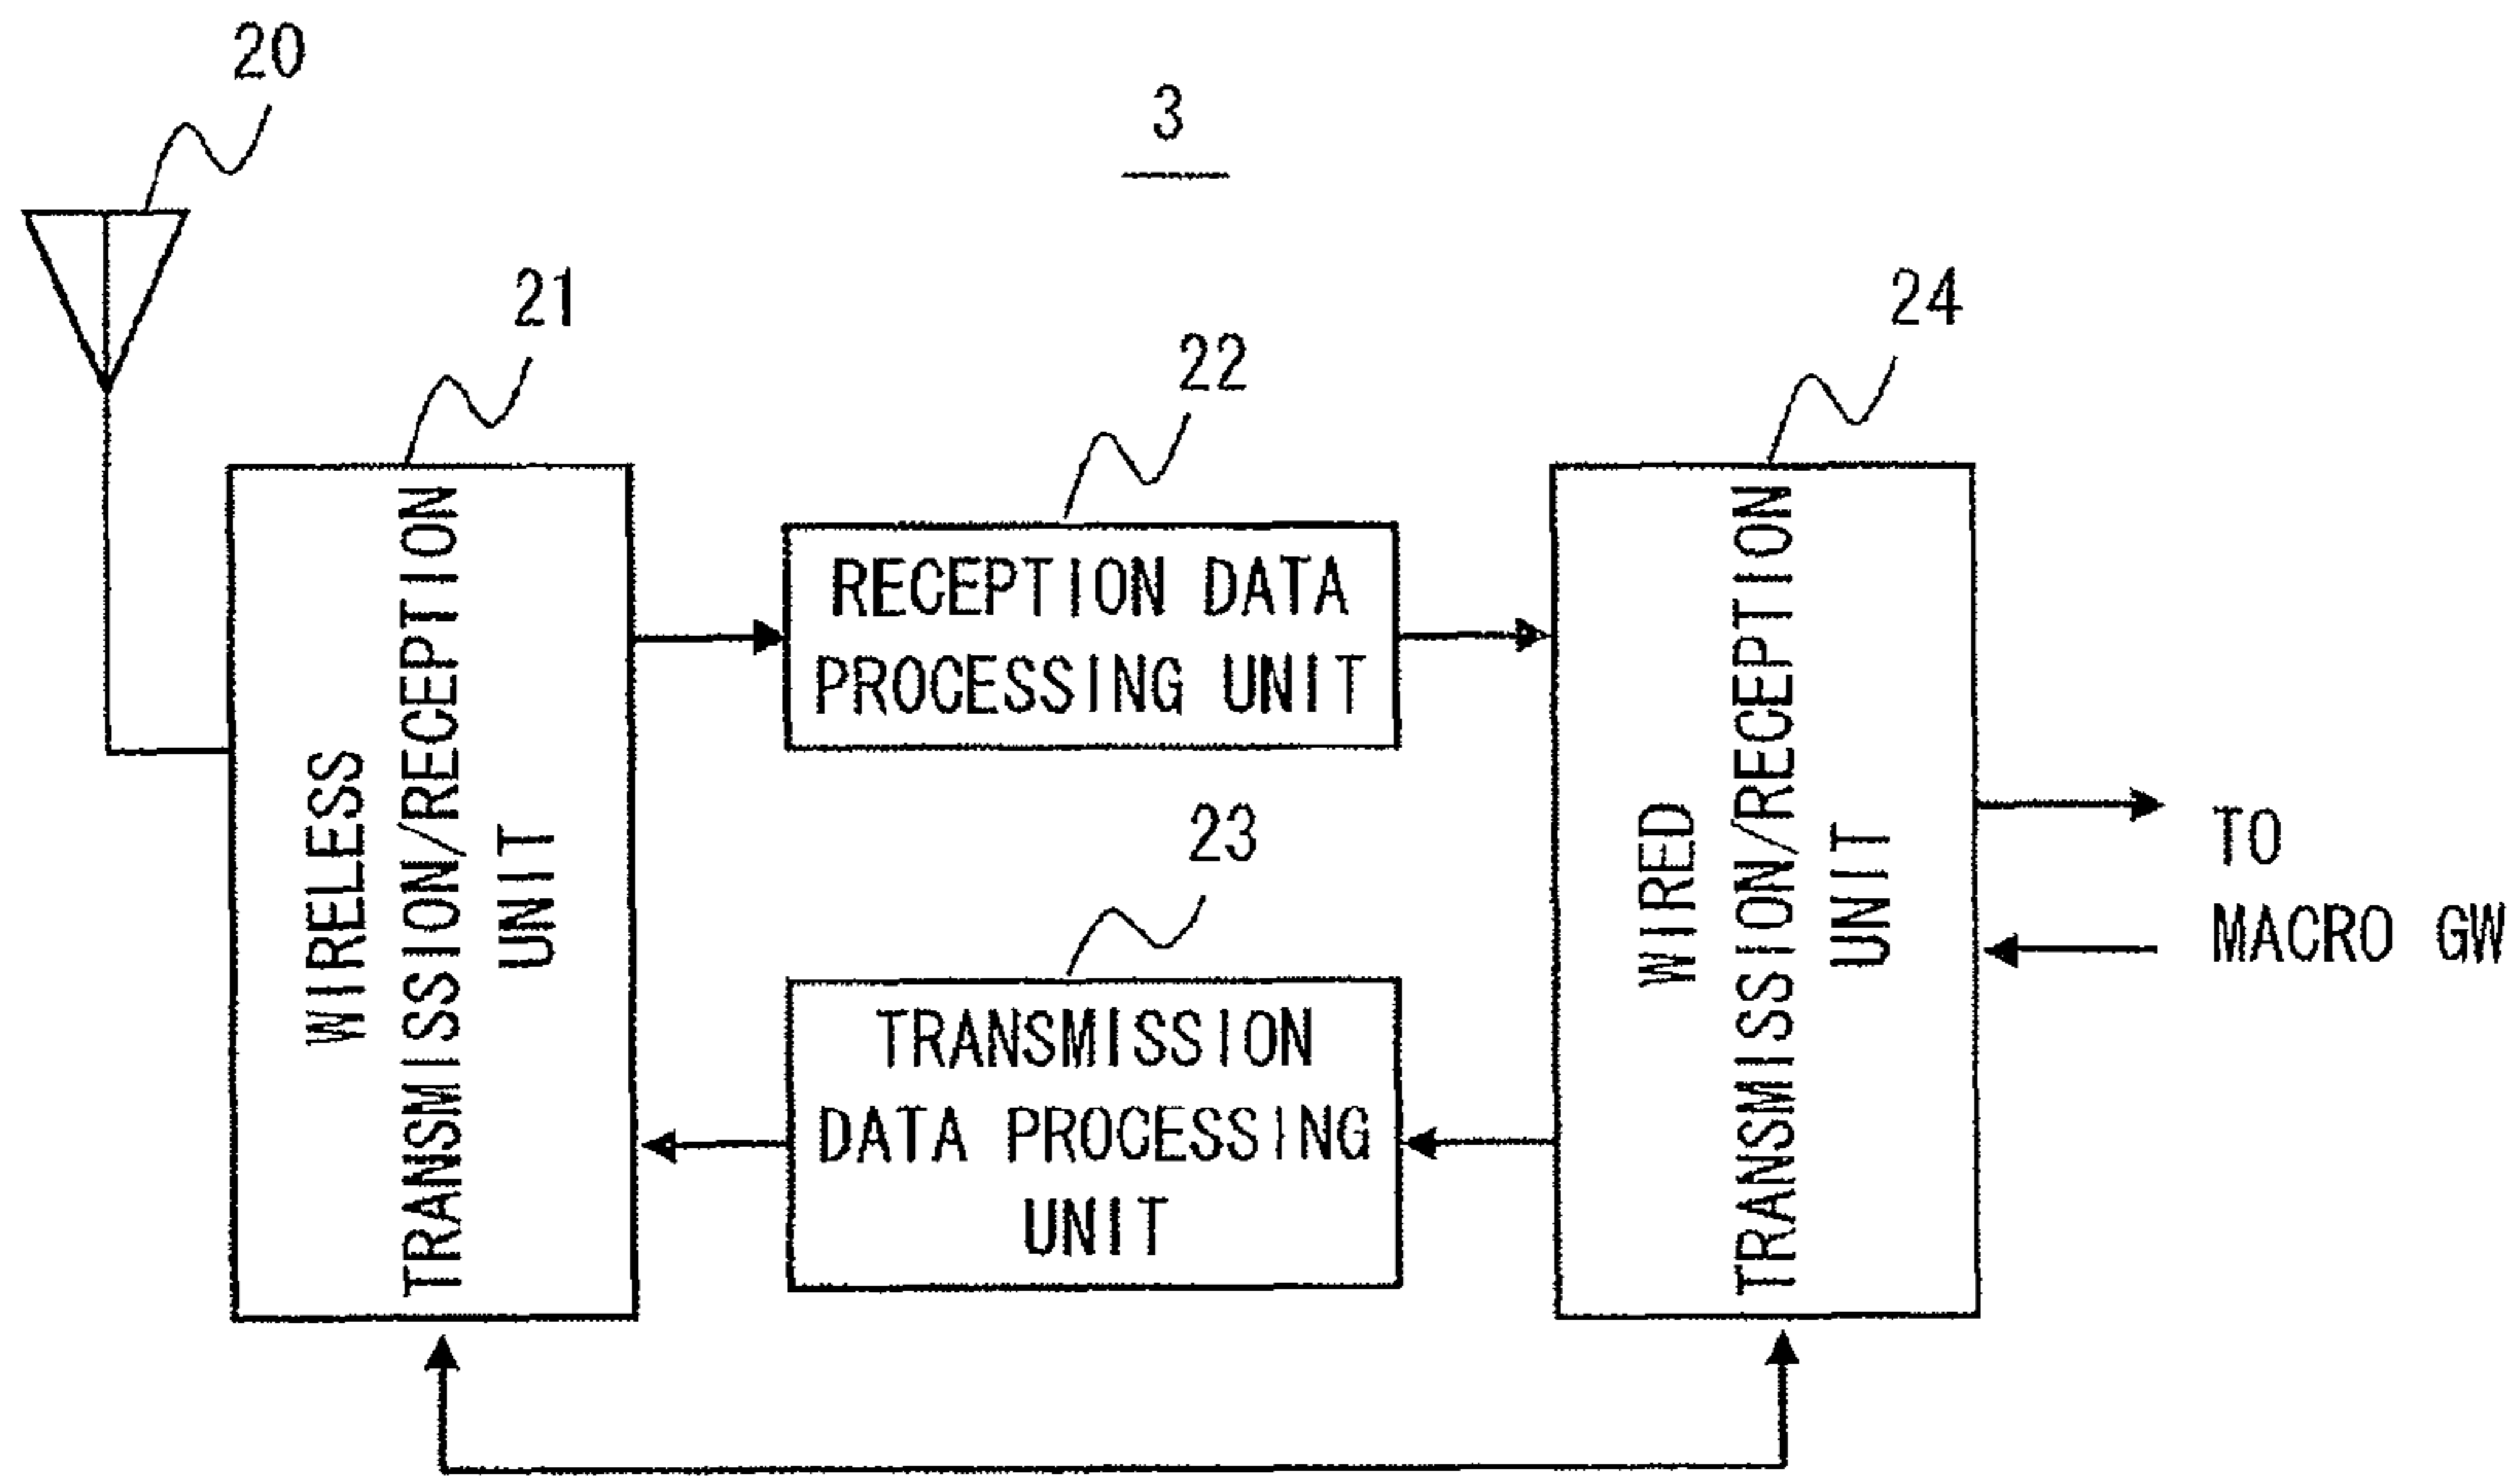 20
3
21
24
22
RECEPTION DATA
PROCESSING UNIT
WIRELESS
TRANSMISSION/RECEPTION
UNIT
23
TRANSMISSION
DATA PROCESSING
UNIT
WIRED
TRANSMISSION/RECEPTION
UNIT
TO
MACRO GW